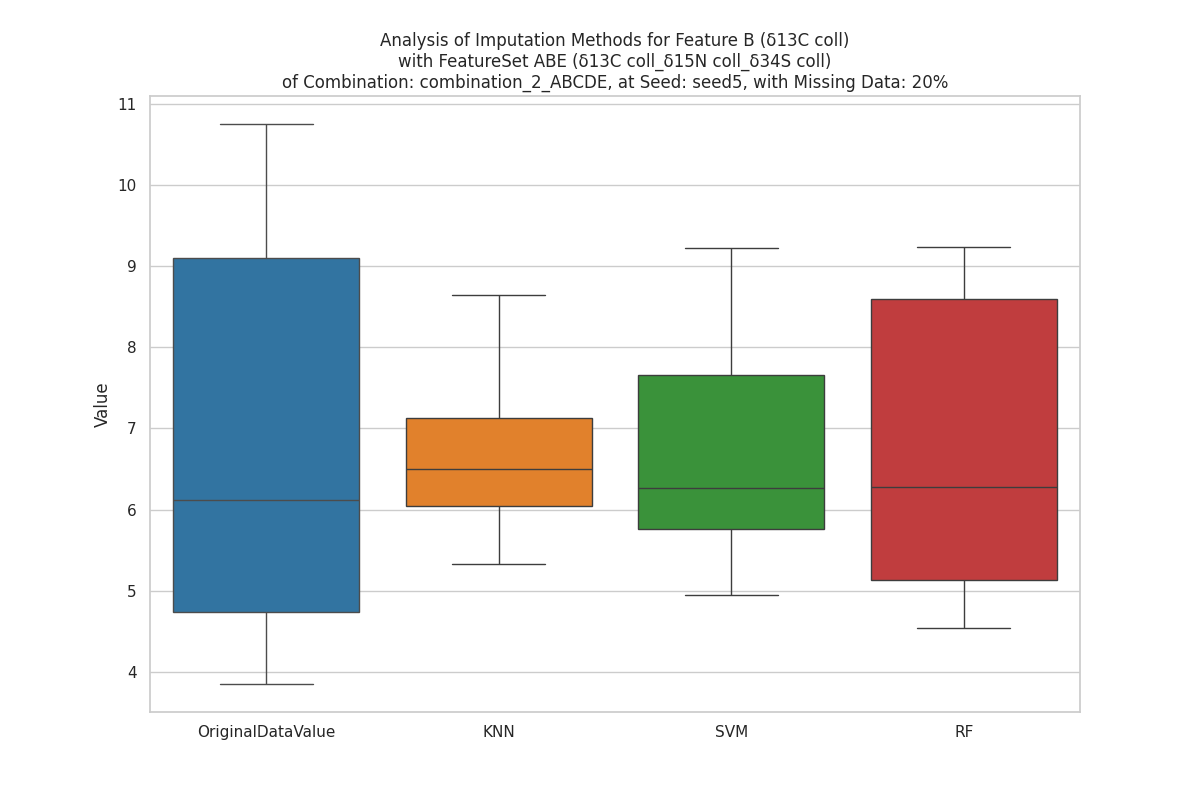 Analysis of Imputation Methods for Feature B (δ13C coll)
with FeatureSet ABE (δ13C coll_δ15N coll_δ34S coll)
of Combination: combination_2_ABCDE, at Seed: seed5, with Missing Data: 20%
11
10
9
8
7
6
5
4
Value
OriginalDataValue
KNN
SVM
RF